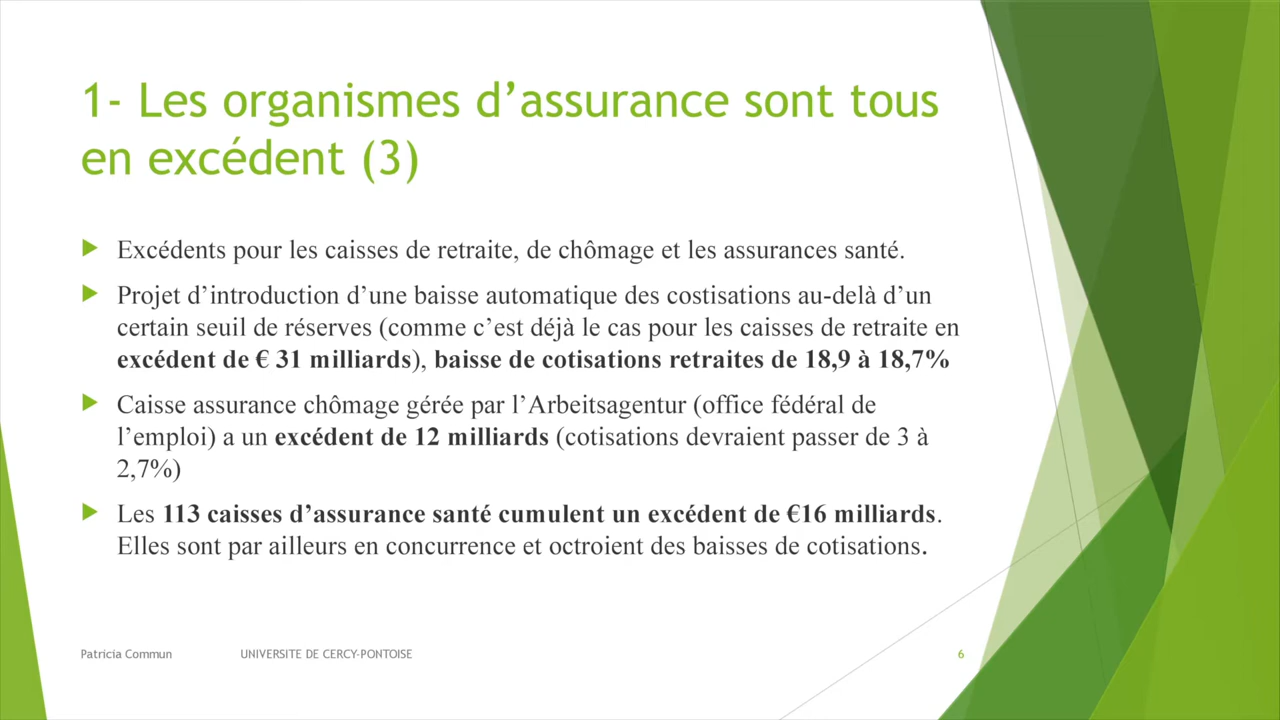 1- Les organismes d’assurance sont tous
en excédent (3)
Excédents pour les caisses de retraite, de chômage et les assurances santé.
Projet d’introduction d’une baisse automatique des costisations au-delà d’un
certain seuil de réserves (comme c’est déjà le cas pour les caisses de retraite en
excédent de € 31 milliards), baisse de cotisations retraites de 18,9 à 18,7%
Caisse assurance chômage gérée par l’Arbeitsagentur (office fédéral de
l’emploi) a un excédent de 12 milliards (cotisations devraient passer de 3 à
2,7%)
Les 113 caisses d’assurance santé cumulent un excédent de €16 milliards.
Elles sont par ailleurs en concurrence et octroient des baisses de cotisations.
Patricia Commun UNIVERSITE DE CERCY-PONTOISE 6